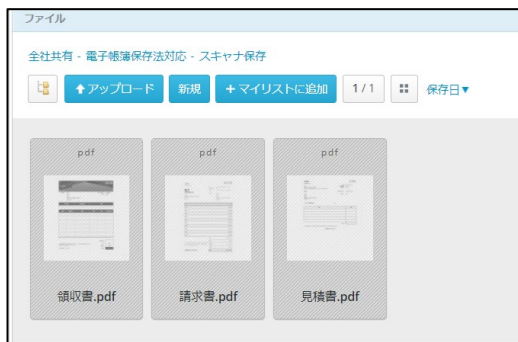 ファイル
全社共有 - 電子帳簿保存法対応 - スキャナ保存
アップロード 新規 +マイリストに追加 1 / 1 保存日▼
pdf pdf pdf
領収書.pdf 請求書.pdf 見積書.pdf